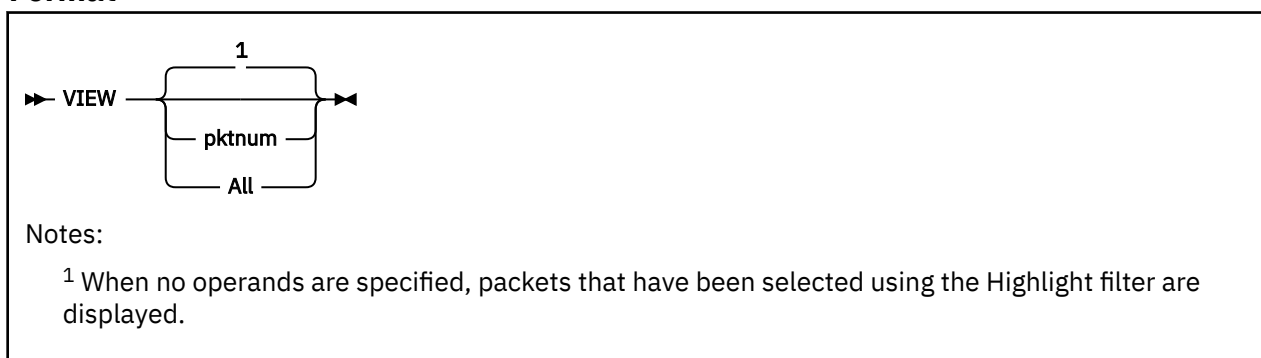 1
VIEW
pktnum
All
Notes:
1 When no operands are specified, packets that have been selected using the Highlight filter are
displayed.